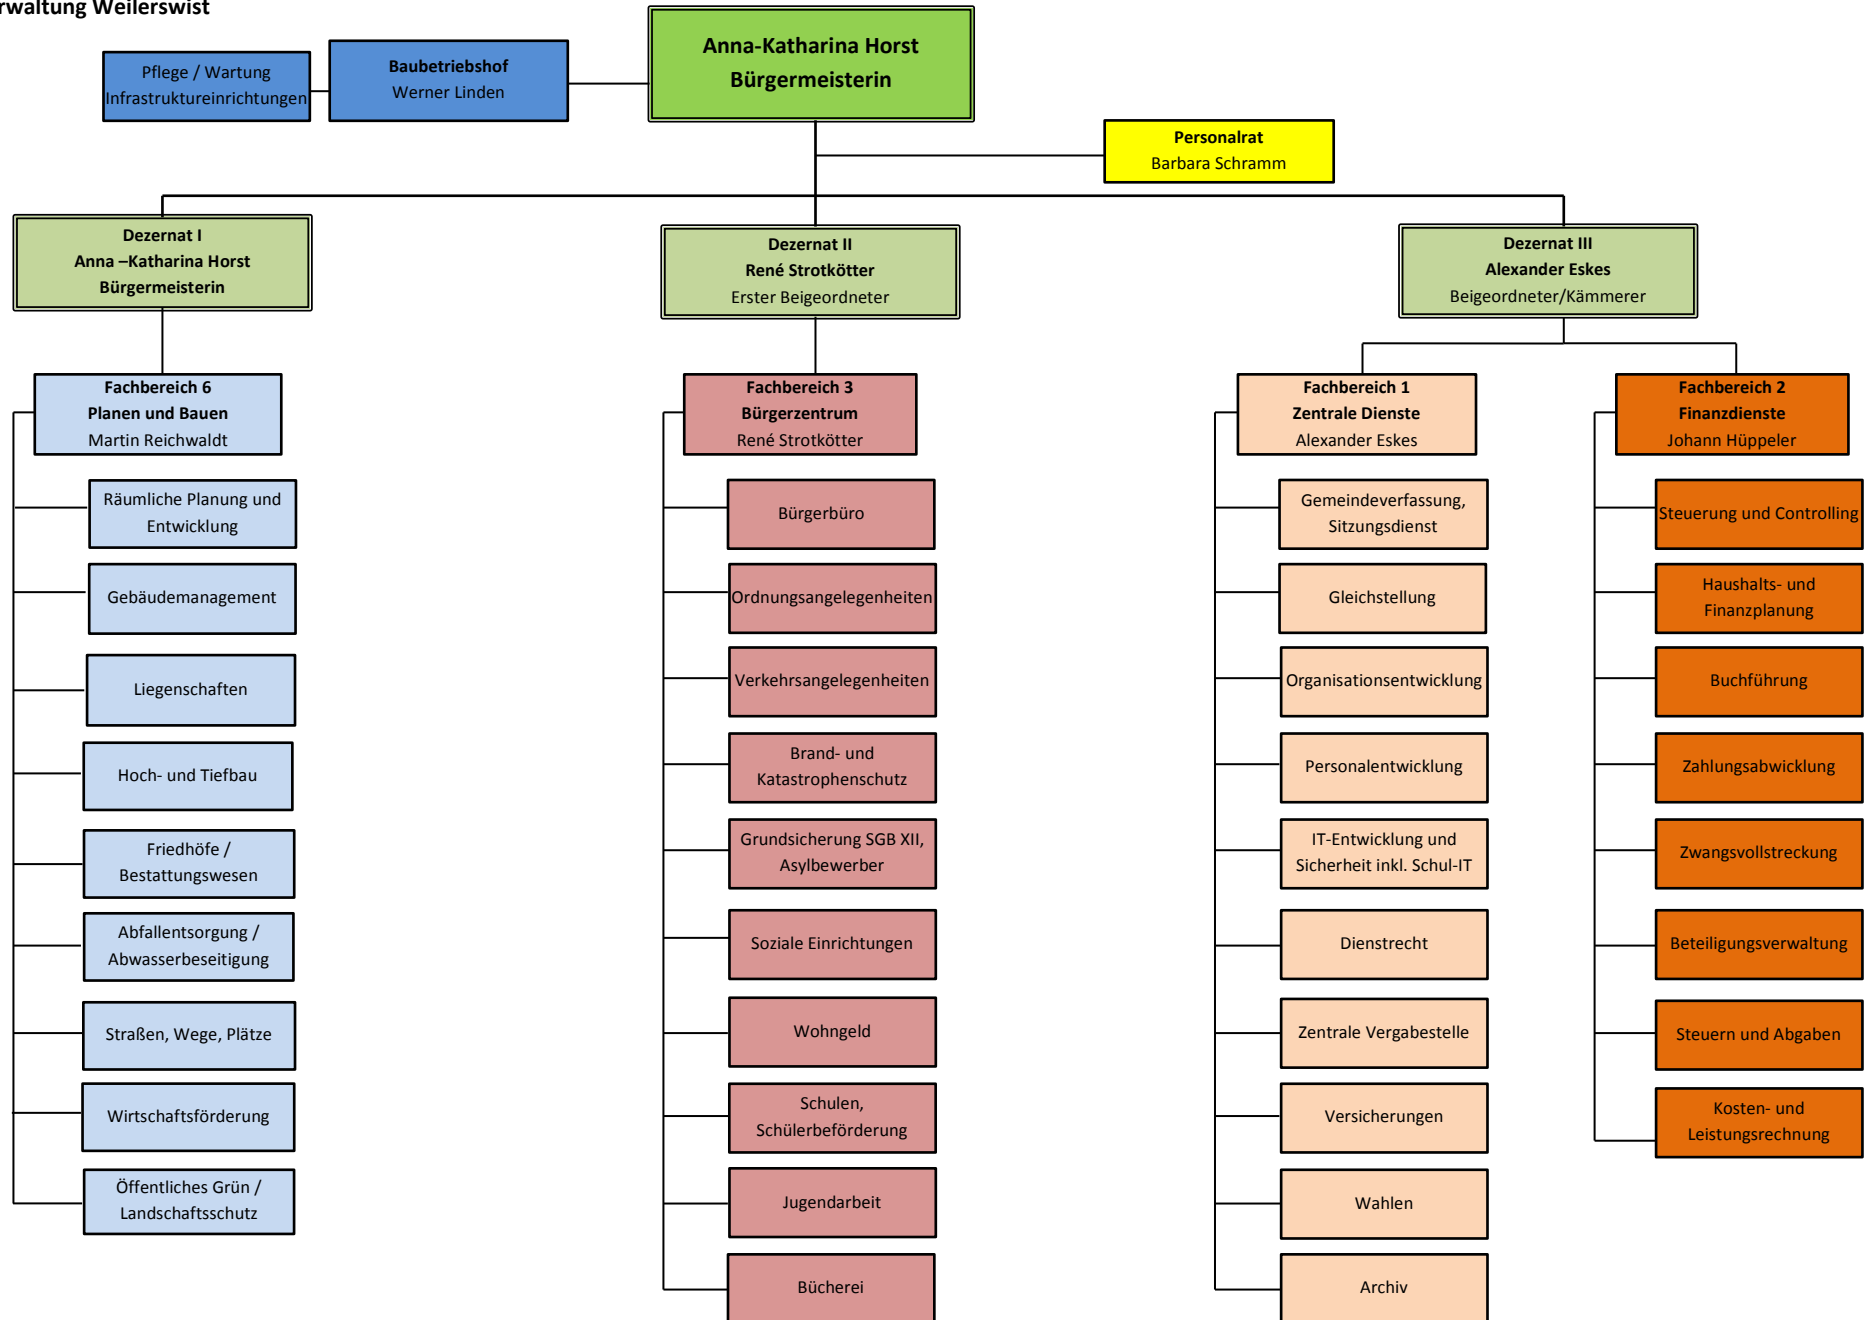 rwaltung Weilerswist
Anna-Katharina Horst
Bürgermeisterin
Baubetriebshof
Werner Linden
Pflege / Wartung
Infrastruktureinrichtungen
Personalrat
Barbara Schramm
Dezernat I
Anna –Katharina Horst
Bürgermeisterin
Dezernat II
René Strotkötter
Erster Beigeordneter
Dezernat III
Alexander Eskes
Beigeordneter/Kämmerer
Fachbereich 6
Planen und Bauen
Martin Reichwaldt
Räumliche Planung und
Entwicklung
Gebäudemanagement
Liegenschaften
Hoch- und Tiefbau
Friedhöfe /
Bestattungswesen
Abfallentsorgung /
Abwasserbeseitigung
Straßen, Wege, Plätze
Wirtschaftsförderung
Öffentliches Grün /
Landschaftsschutz
Fachbereich 3
Bürgerzentrum
René Strotkötter
Bürgerbüro
Ordnungsangelegenheiten
Verkehrsangelegenheiten
Brand- und
Katastrophenschutz
Grundsicherung SGB XII,
Asylbewerber
Soziale Einrichtungen
Wohngeld
Schulen,
Schülerbeförderung
Jugendarbeit
Bücherei
Fachbereich 1
Zentrale Dienste
Alexander Eskes
Gemeindeverfassung,
Sitzungsdienst
Gleichstellung
Organisationsentwicklung
Personalentwicklung
IT-Entwicklung und
Sicherheit inkl. Schul-IT
Dienstrecht
Zentrale Vergabestelle
Versicherungen
Wahlen
Archiv
Fachbereich 2
Finanzdienste
Johann Hüppeler
Steuerung und Controlling
Haushalts- und
Finanzplanung
Buchführung
Zahlungsabwicklung
Zwangsvollstreckung
Beteiligungsverwaltung
Steuern und Abgaben
Kosten- und
Leistungsrechnung